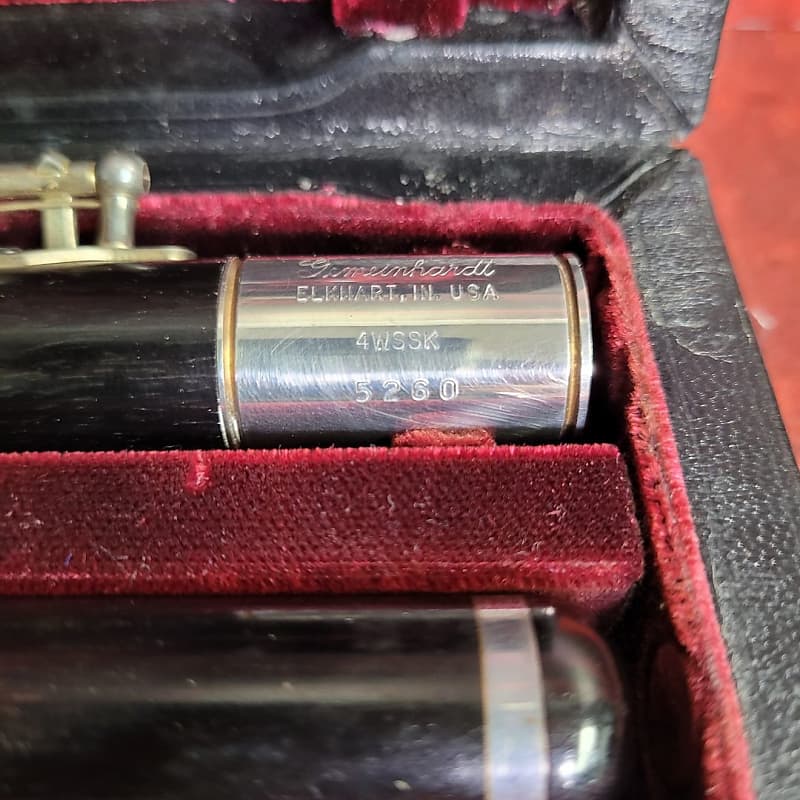 Gemeinhardt
ELKHART, IN. USA
4WSSK
5260